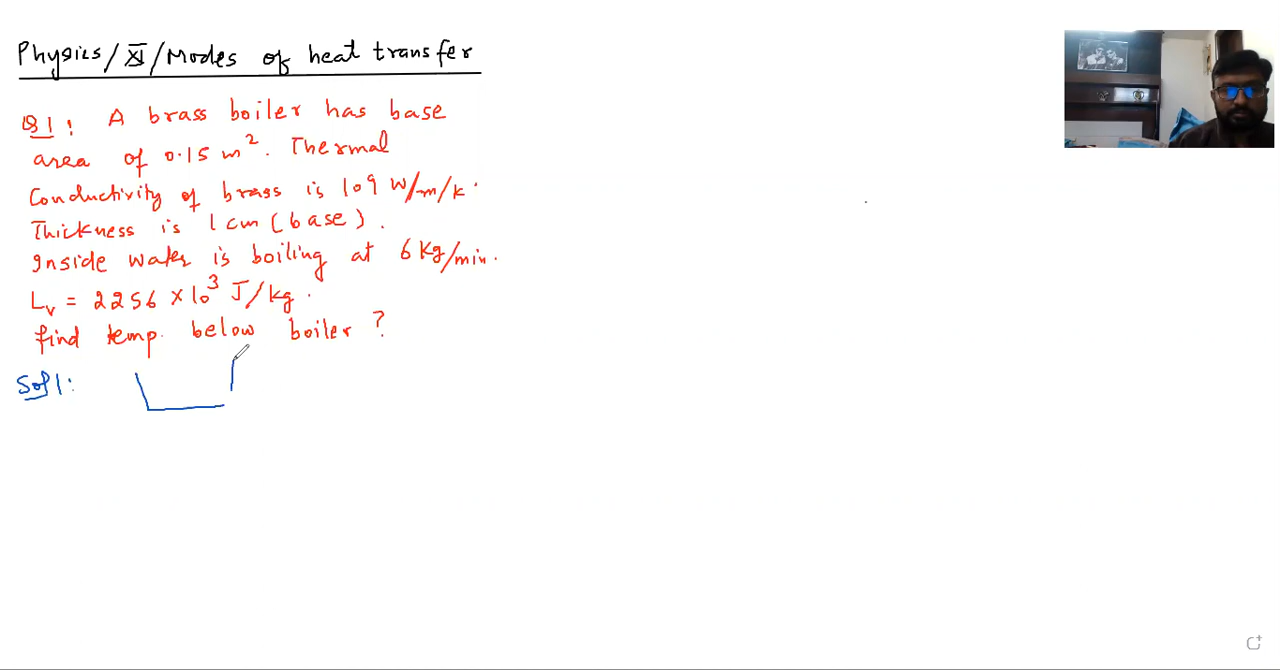 Physics/XI/Modes of heat transfer
Q1: A brass boiler has base
area of 0.15 m². Thermal
Conductivity of brass is 109 W/m/K.
Thickness is 1 cm (base).
Inside water is boiling at 6 Kg/min.
Lv = 2256 × 10³ J/kg.
find temp. below boiler?
Sol 1: